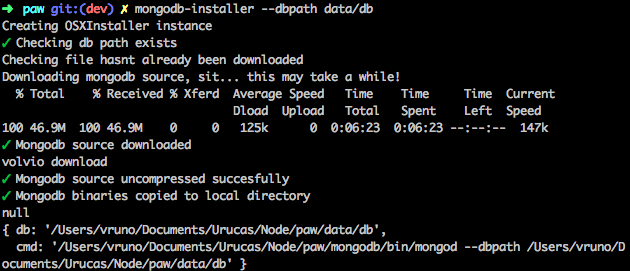 ➜ paw git:(dev) ✗ mongodb-installer --dbpath data/db
Creating OSXInstaller instance
✓ Checking db path exists
Checking file hasnt already been downloaded
Downloading mongodb source, sit... this may take a while!
% Total % Received % Xferd Average Speed Time Time Time Current
Dload Upload Total Spent Left Speed
100 46.9M 100 46.9M 0 0 125k 0 0:06:23 0:06:23 --:--:-- 147k
✓ Mongodb source downloaded
volvio download
✓ Mongodb source uncompressed succesfully
✓ Mongodb binaries copied to local directory
null
{ db: '/Users/vruno/Documents/Urucas/Node/paw/data/db',
cmd: '/Users/vruno/Documents/Urucas/Node/paw/mongodb/bin/mongod --dbpath /Users/vruno/D
ocuments/Urucas/Node/paw/data/db' }